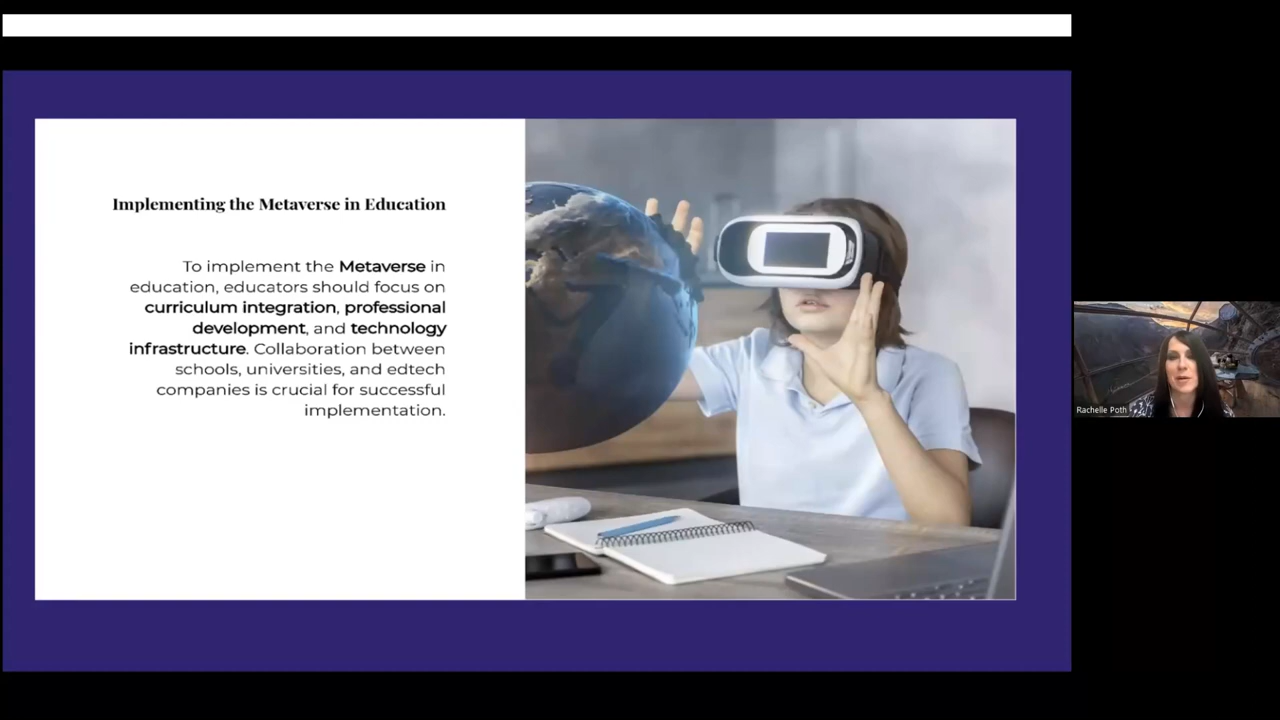 Implementing the Metaverse in Education
To implement the Metaverse in
education, educators should focus on
curriculum integration, professional
development, and technology
infrastructure. Collaboration between
schools, universities, and edtech
companies is crucial for successful
implementation.
Rachelle Poth